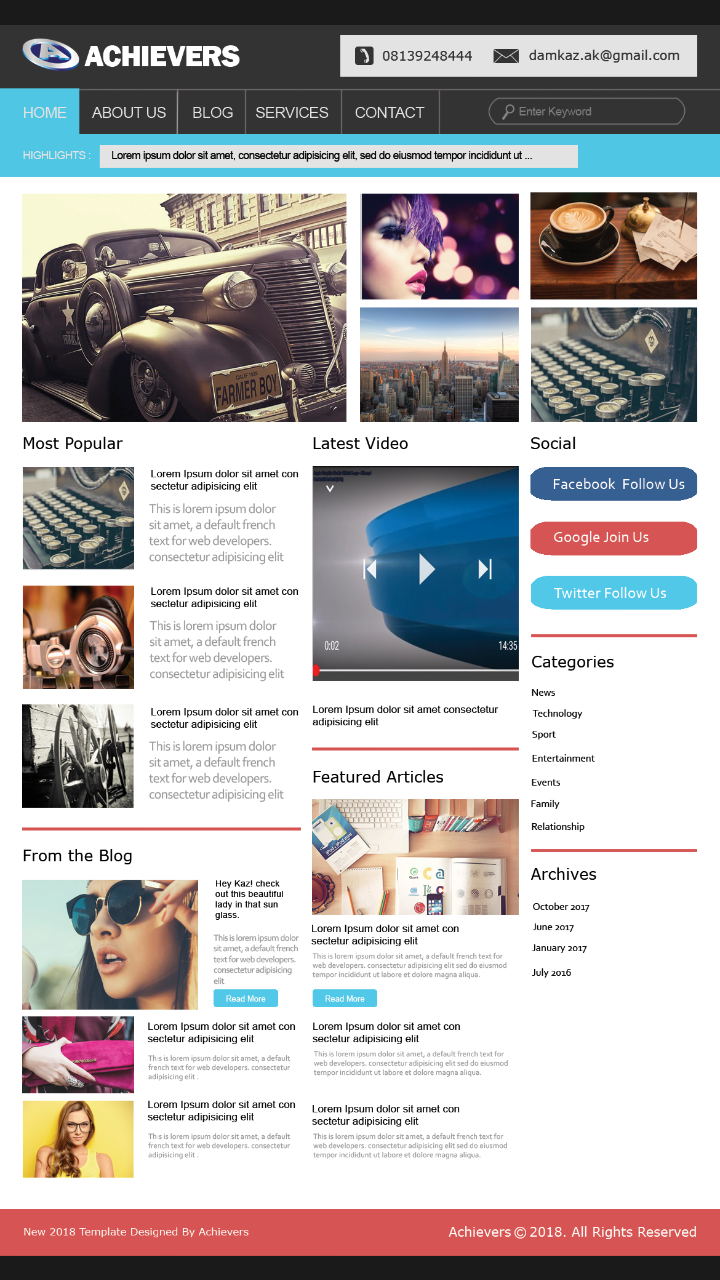 ACHIEVERS
08139248444
damkaz.ak@gmail.com
HOME
ABOUT US
BLOG
SERVICES
CONTACT
Enter Keyword
HIGHLIGHTS :
Lorem ipsum dolor sit amet, consectetur adipisicing elit, sed do eiusmod tempor incididunt ut ...
FARMER BOY
Most Popular
Lorem Ipsum dolor sit amet con
sectetur adipisicing elit
This is lorem ipsum dolor
sit amet, a default french
text for web developers.
consectetur adipisicing elit
Lorem Ipsum dolor sit amet con
sectetur adipisicing elit
This is lorem ipsum dolor
sit amet, a default french
text for web developers.
consectetur adipisicing elit
Lorem Ipsum dolor sit amet con
sectetur adipisicing elit
This is lorem ipsum dolor
sit amet, a default french
text for web developers.
consectetur adipisicing elit
From the Blog
Hey Kaz! check
out this beautiful
lady in that sun
glass.
This is lorem ipsum dolor
sit amet, a default french
text for web developers.
consectetur adipisicing
elit
Read More
Lorem Ipsum dolor sit amet con
sectetur adipisicing elit
This is lorem ipsum dolor sit amet, a default
french text for web developers. consectetur
adipisicing elit .
Lorem Ipsum dolor sit amet con
sectetur adipisicing elit
This is lorem ipsum dolor sit amet, a default
french text for web developers. consectetur
adipisicing elit .
Latest Video
0:02
14:35
Lorem Ipsum dolor sit amet consectetur
adipisicing elit
Featured Articles
Lorem Ipsum dolor sit amet con
sectetur adipisicing elit
This is lorem ipsum dolor sit amet, a default french text for
web developers. consectetur adipisicing elit sed do eiusmod
tempor incididunt ut labor et dolore magna aliqua.
Read More
Lorem Ipsum dolor sit amet con
sectetur adipisicing elit
This is lorem ipsum dolor sit amet, a default french text for
web developers. consectetur adipisicing elit sed do eiusmod
tempor incididunt ut labor et dolore magna aliqua.
Lorem Ipsum dolor sit amet con
sectetur adipisicing elit
This is lorem ipsum dolor sit amet, a default french text for
web developers. consectetur adipisicing elit sed do eiusmod
tempor incididunt ut labor et dolore magna aliqua.
Social
Facebook Follow Us
Google Join Us
Twitter Follow Us
Categories
News
Technology
Sport
Entertainment
Events
Family
Relationship
Archives
October 2017
June 2017
January 2017
July 2016
New 2018 Template Designed By Achievers
Achievers © 2018. All Rights Reserved